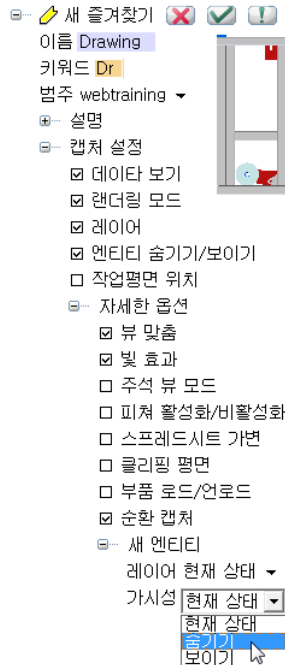 새 즐겨찾기
이름 Drawing
키워드 Dr
범주 webtraining
설명
캡처 설정
데이타 보기
랜더링 모드
레이어
엔티티 숨기기/보이기
작업평면 위치
자세한 옵션
뷰 맞춤
빛 효과
주석 뷰 모드
피쳐 활성화/비활성화
스프레드시트 가변
클리핑 평면
부품 로드/언로드
순환 캡처
새 엔티티
레이어 현재 상태
가시성 현재 상태
현재 상태
숨기기
보이기